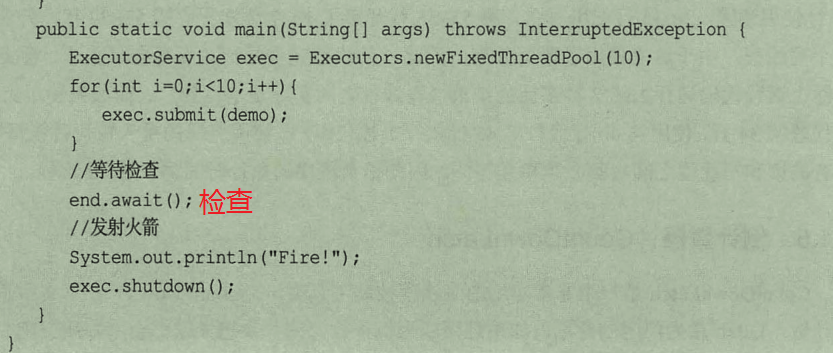 }
public static void main(String[] args) throws InterruptedException {
ExecutorService exec = Executors.newFixedThreadPool(10);
for(int i=0;i<10;i++){
exec.submit(demo);
}
//等待检查
end.await(); 检查
//发射火箭
System.out.println("Fire!");
exec.shutdown();
}
}